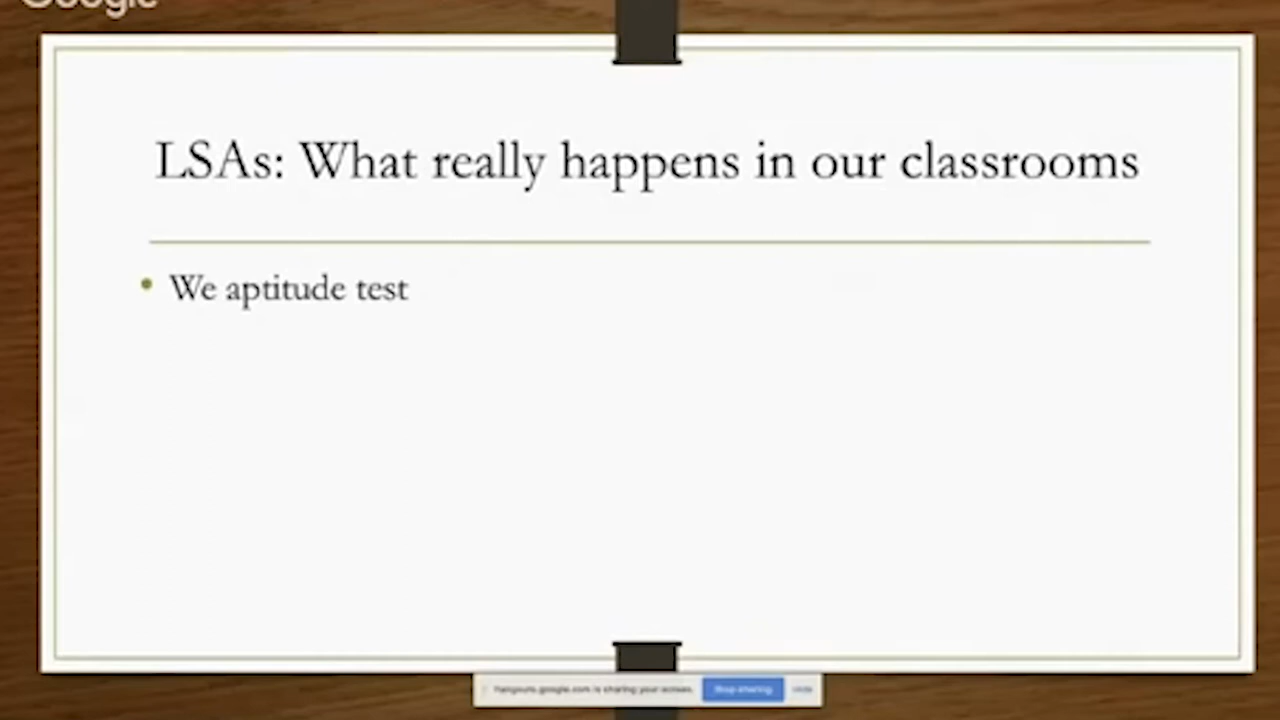 Google
LSAs: What really happens in our classrooms
We aptitude test
hangouts.google.com is sharing your screen. Stop sharing Hide